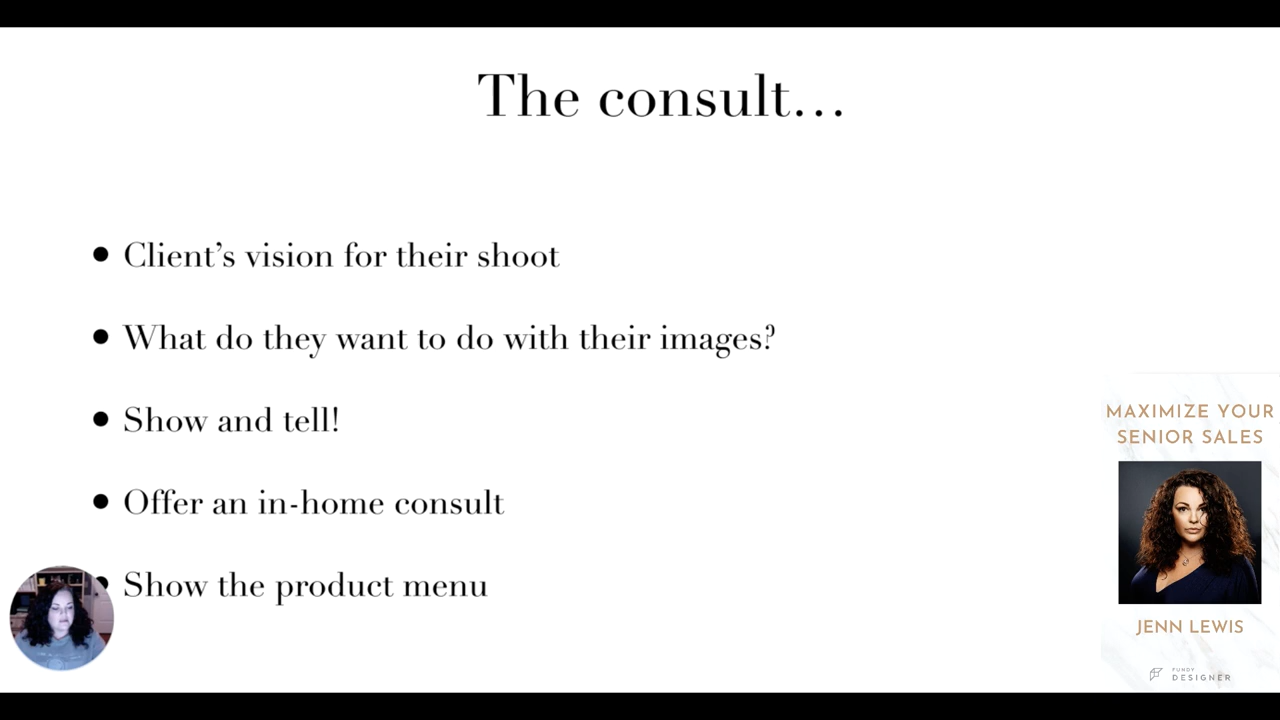 The consult...
Client's vision for their shoot
What do they want to do with their images?
Show and tell!
Offer an in-home consult
Show the product menu
MAXIMIZE YOUR
SENIOR SALES
JENN LEWIS
FUNDY
DESIGNER